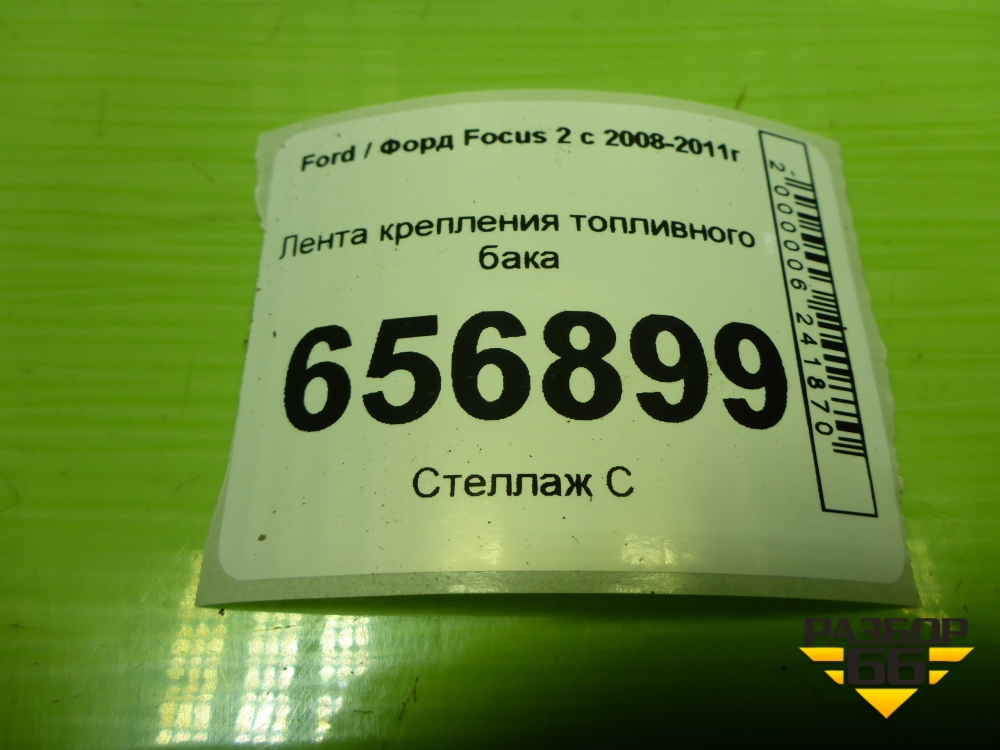 Ford / Форд Focus 2 с 2008-2011г
Лента крепления топливного
бака
656899
Стеллаж С
2000006241870
РАЗБОР
66